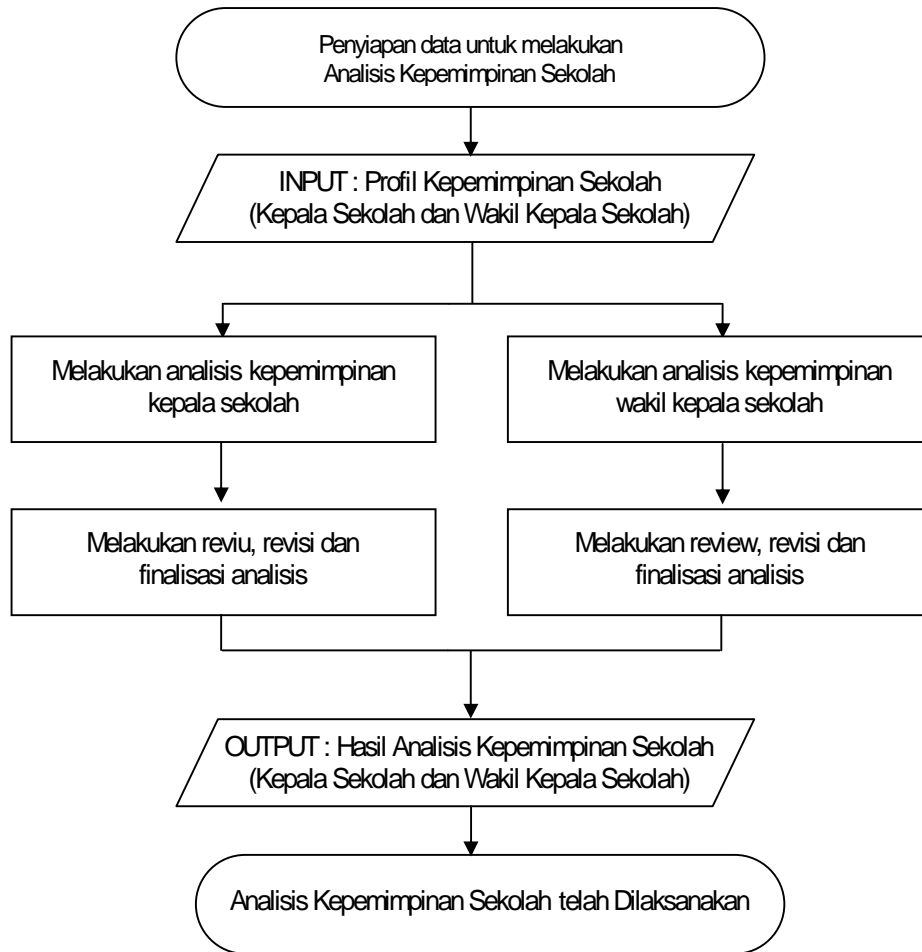 Penyiapan data untuk melakukan
Analisis Kepemimpinan Sekolah
INPUT : Profil Kepemimpinan Sekolah
(Kepala Sekolah dan Wakil Kepala Sekolah)
Melakukan analisis kepemimpinan
kepala sekolah
Melakukan analisis kepemimpinan
wakil kepala sekolah
Melakukan reviu, revisi dan
finalisasi analisis
Melakukan review, revisi dan
finalisasi analisis
OUTPUT : Hasil Analisis Kepemimpinan Sekolah
(Kepala Sekolah dan Wakil Kepala Sekolah)
Analisis Kepemimpinan Sekolah telah Dilaksanakan